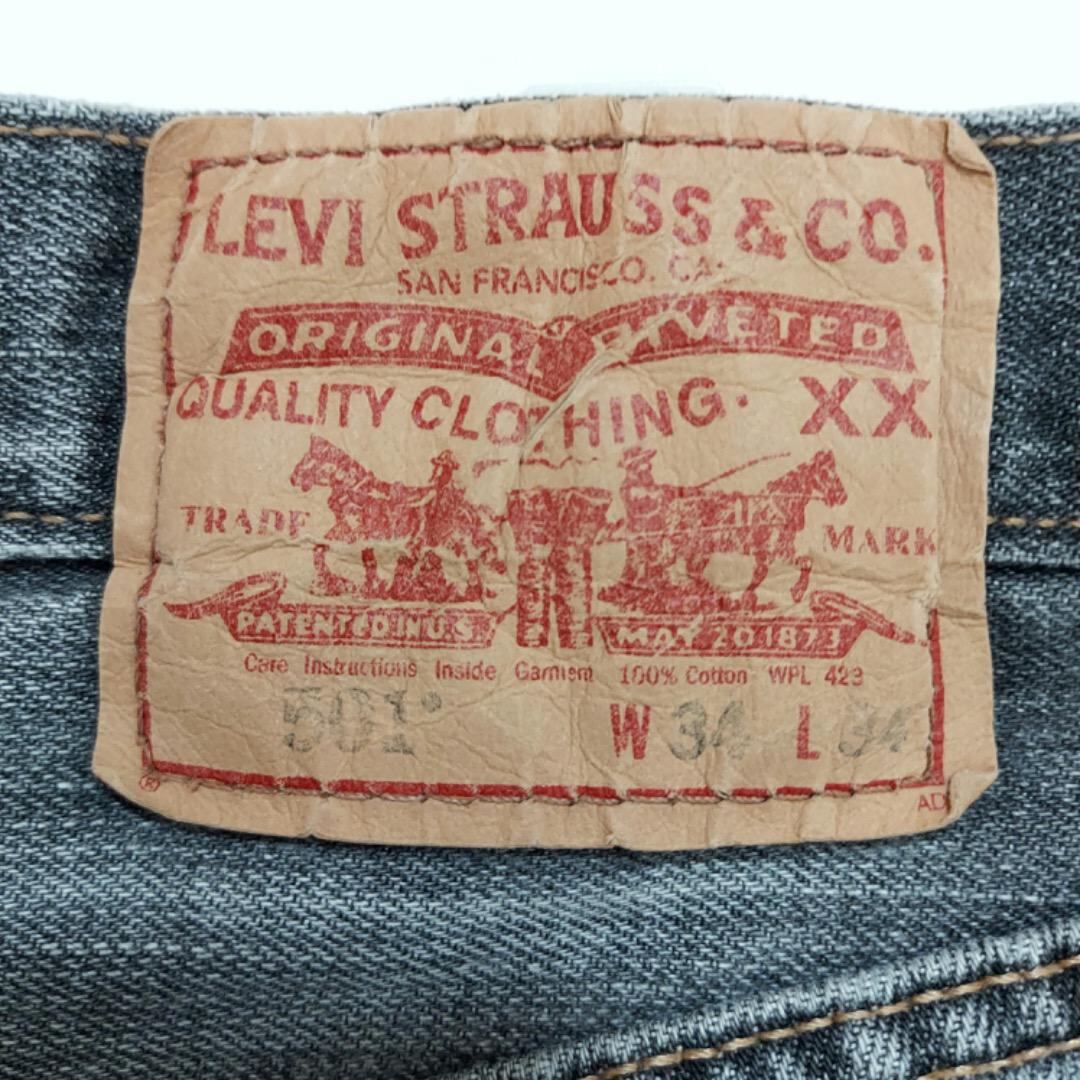 LEVI STRAUSS & CO.
SAN FRANCISCO. CA.
ORIGINAL RIVETED
QUALITY CLOTHING. XX
TRADE MARK
PATENTED IN U.S. MAY 20 1873
Care Instructions Inside Garment 100% Cotton WPL 423
501® W 34 L 34
® AD